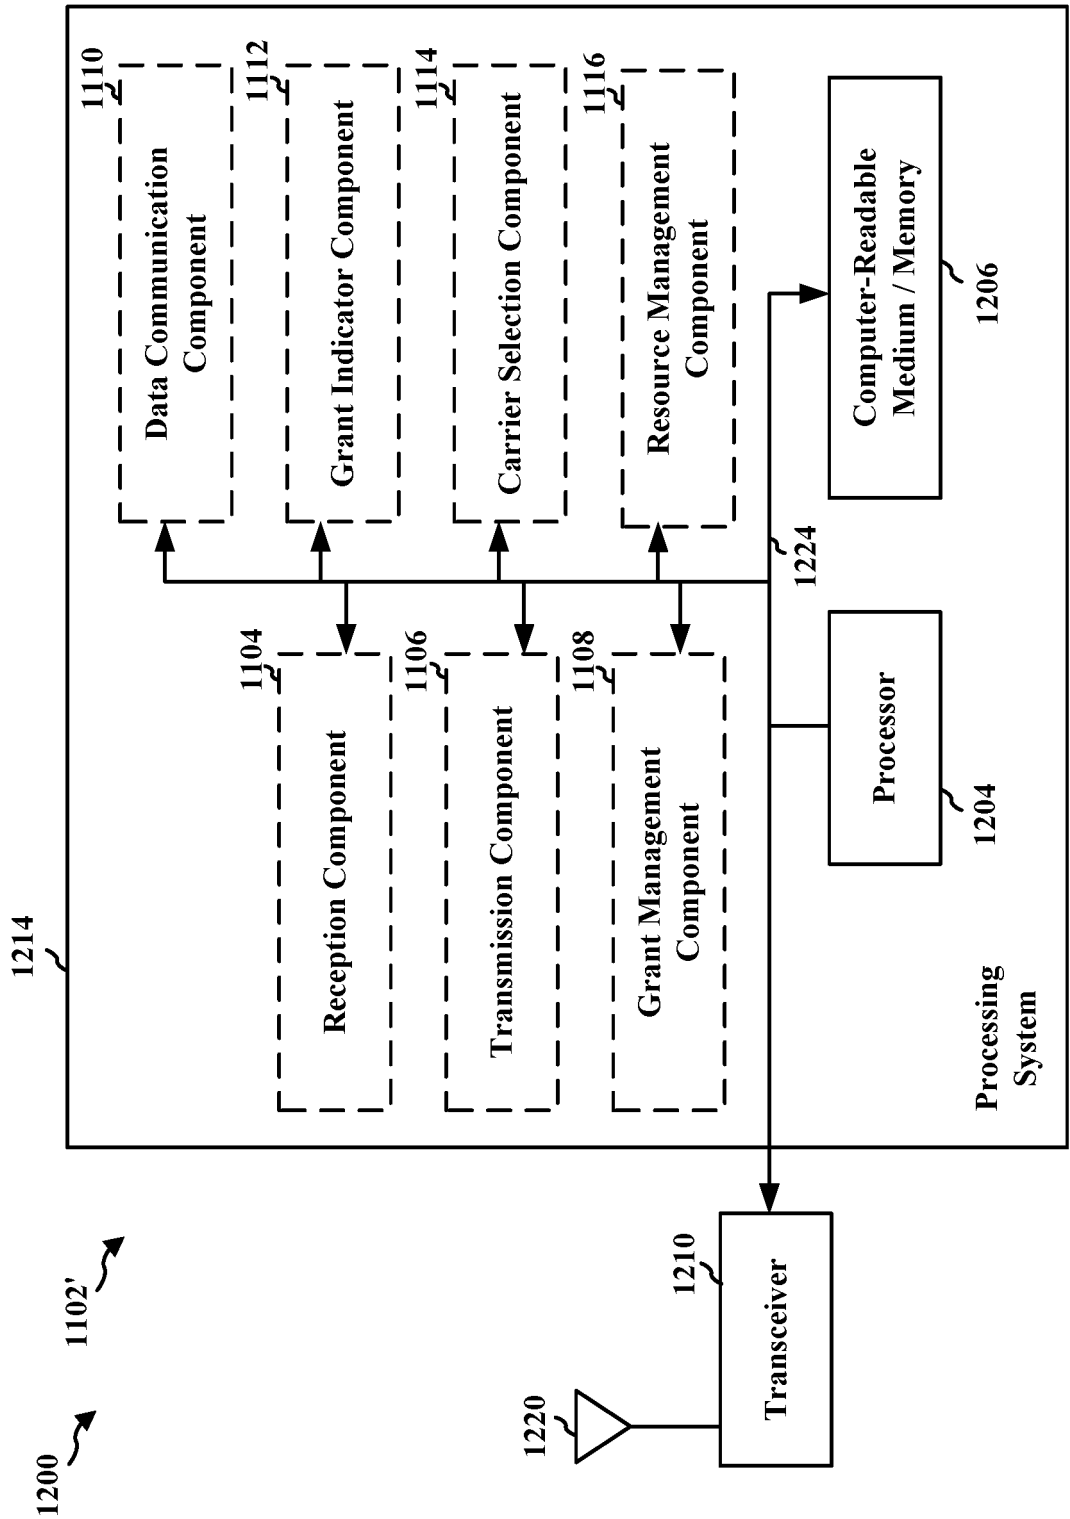 1200
1102'
1214
1104
Reception Component
1106
Transmission Component
1108
Grant Management
Component
1110
Data Communication
Component
1112
Grant Indicator Component
1114
Carrier Selection Component
1116
Resource Management
Component
1220
1210
Transceiver
1224
Processor
1204
Computer-Readable
Medium / Memory
1206
Processing
System